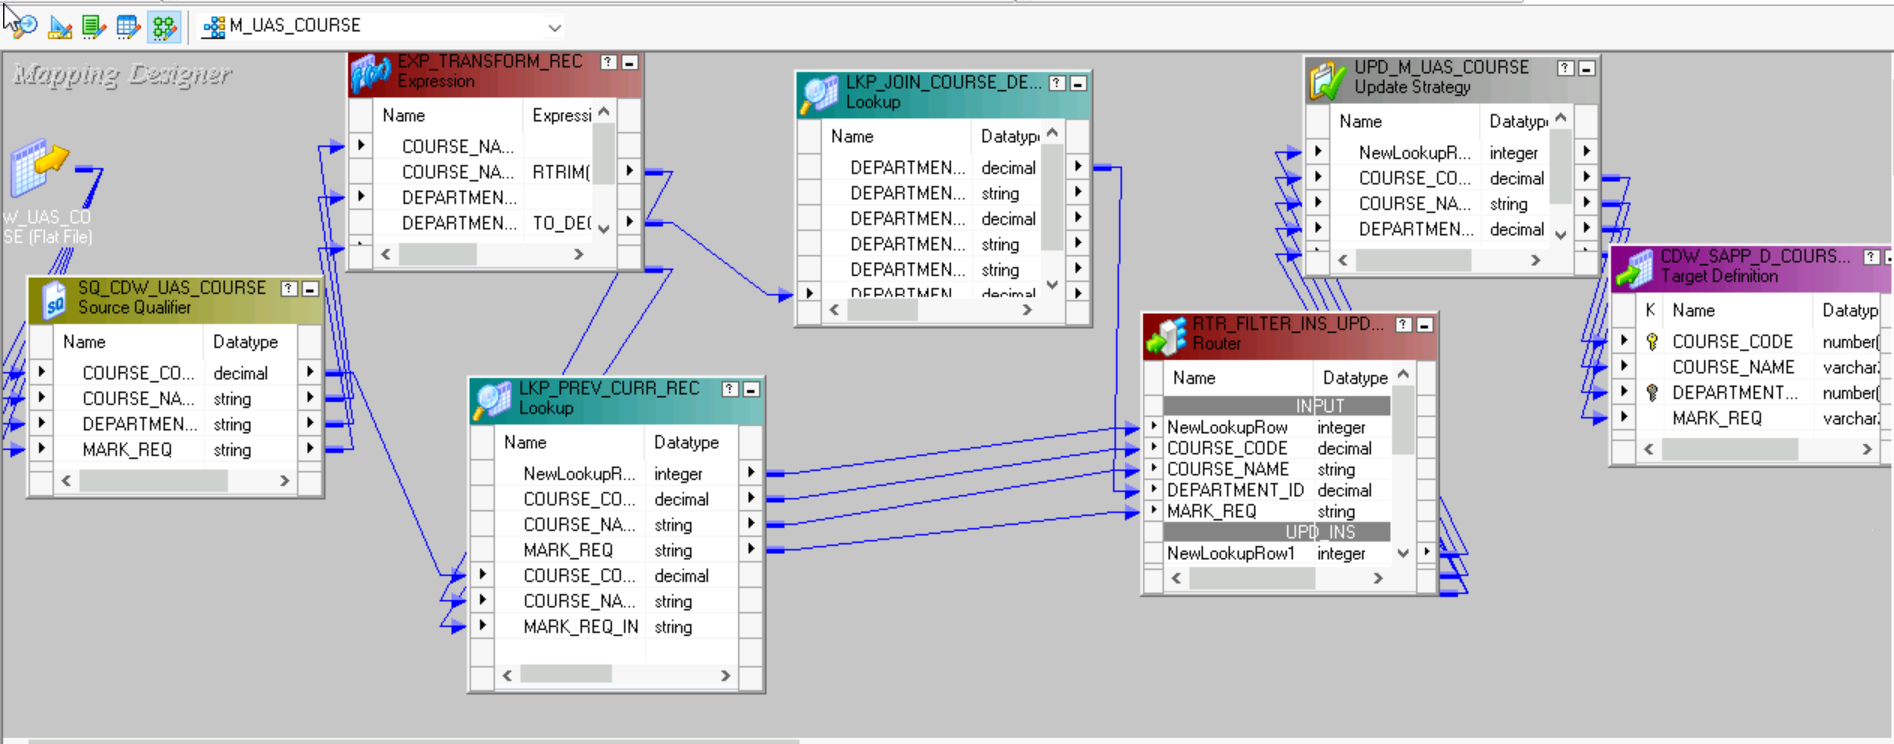 M_UAS_COURSE
Mapping Designer
W_UAS_CO
SE (Flat File)
SQ_CDW_UAS_COURSE
Source Qualifier
Name Datatype
COURSE_CO... decimal
COURSE_NA... string
DEPARTMEN... string
MARK_REQ string
EXP_TRANSFORM_REC
Expression
Name Expressi
COURSE_NA...
COURSE_NA... RTRIM(
DEPARTMEN...
DEPARTMEN... TO_DE(
LKP_PREV_CURR_REC
Lookup
Name Datatype
NewLookupR... integer
COURSE_CO... decimal
COURSE_NA... string
MARK_REQ string
COURSE_CO... decimal
COURSE_NA... string
MARK_REQ_IN string
LKP_JOIN_COURSE_DE...
Lookup
Name Datatyp
DEPARTMEN... decimal
DEPARTMEN... string
DEPARTMEN... decimal
DEPARTMEN... string
DEPARTMEN... string
DEPARTMEN decimal
RTR_FILTER_INS_UPD...
Router
Name Datatype
INPUT
NewLookupRow integer
COURSE_CODE decimal
COURSE_NAME string
DEPARTMENT_ID decimal
MARK_REQ string
UPD_INS
NewLookupRow1 integer
UPD_M_UAS_COURSE
Update Strategy
Name Datatyp
NewLookupR... integer
COURSE_CO... decimal
COURSE_NA... string
DEPARTMEN... decimal
CDW_SAPP_D_COURS...
Target Definition
K Name Datatyp
COURSE_CODE number(
COURSE_NAME varchar
DEPARTMENT... number(
MARK_REQ varchar